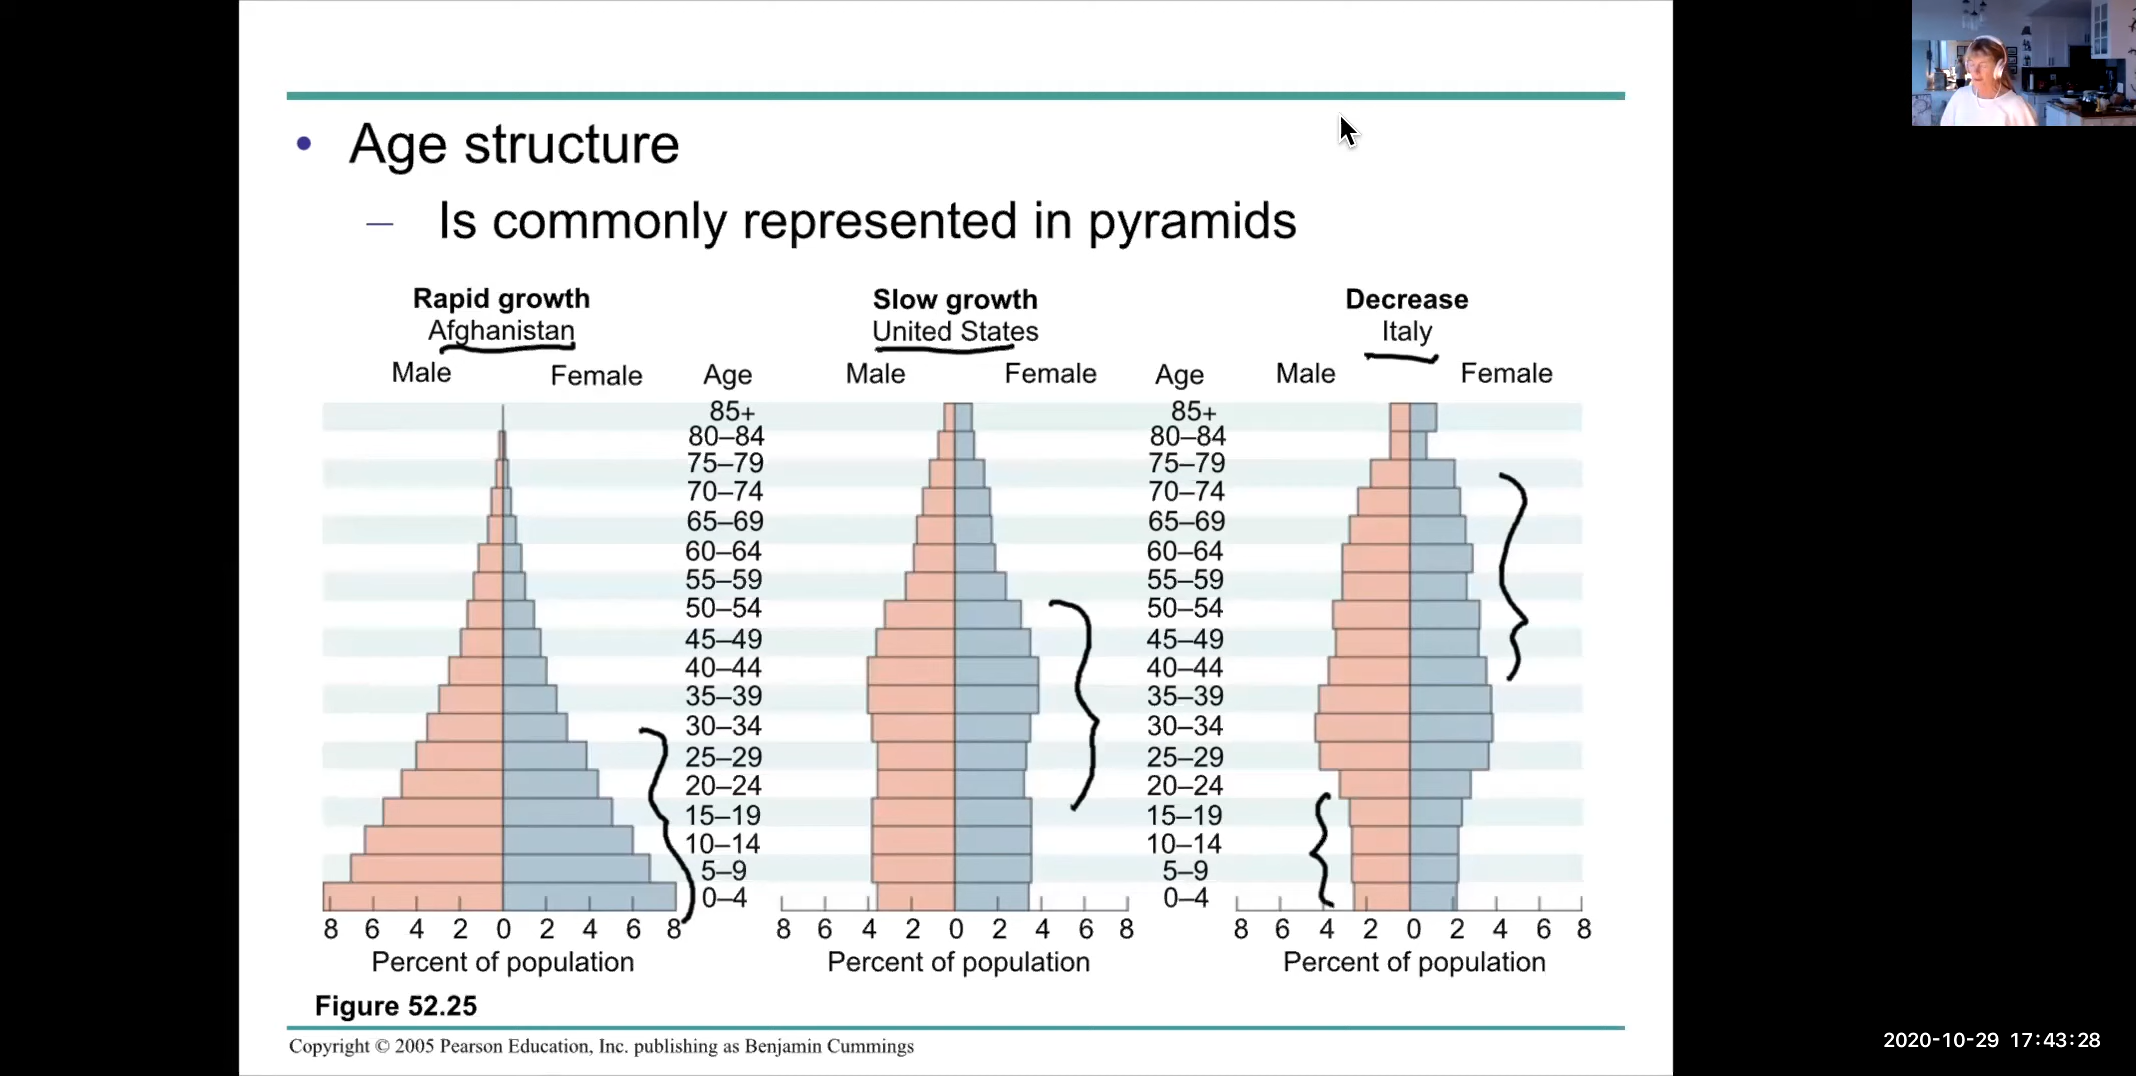 • Age structure
– Is commonly represented in pyramids
Rapid growth
Afghanistan
Male Female
Slow growth
United States
Male Female
Decrease
Italy
Male Female
Age Age
85+ 85+
80–84 80–84
75–79 75–79
70–74 70–74
65–69 65–69
60–64 60–64
55–59 55–59
50–54 50–54
45–49 45–49
40–44 40–44
35–39 35–39
30–34 30–34
25–29 25–29
20–24 20–24
15–19 15–19
10–14 10–14
5–9 5–9
0–4 0–4
8 6 4 2 0 2 4 6 8
Percent of population
8 6 4 2 0 2 4 6 8
Percent of population
8 6 4 2 0 2 4 6 8
Percent of population
Figure 52.25
Copyright © 2005 Pearson Education, Inc. publishing as Benjamin Cummings
2020-10-29 17:43:28